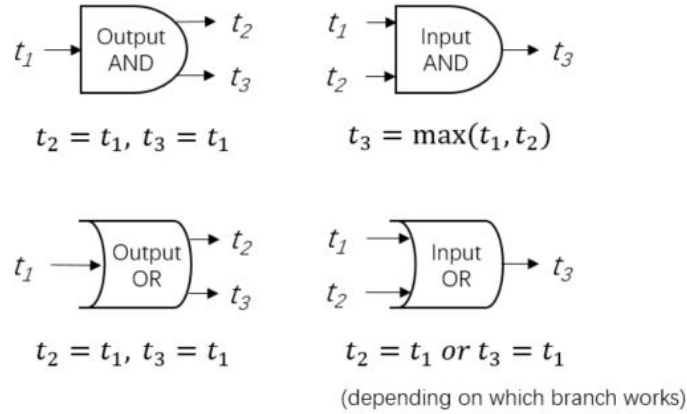 t₁ Output AND t₂ t₃
t₂ = t₁, t₃ = t₁
t₁ t₂ Input AND t₃
t₃ = max(t₁, t₂)
t₁ Output OR t₂ t₃
t₂ = t₁, t₃ = t₁
t₁ t₂ Input OR t₃
t₂ = t₁ or t₃ = t₁
(depending on which branch works)